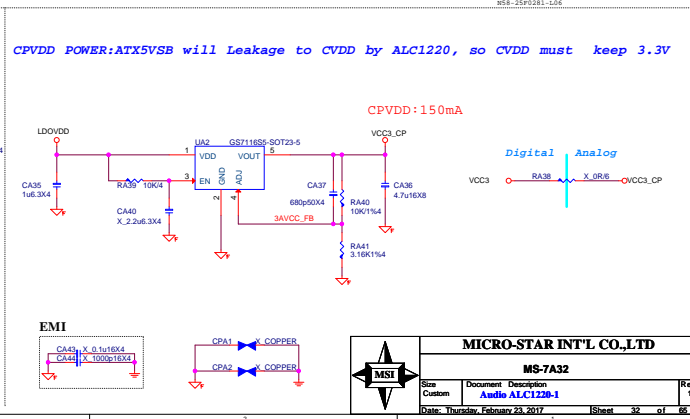 N58-25F0281-L06
CPVDD POWER:ATX5VSB will Leakage to CVDD by ALC1220, so CVDD must keep 3.3V
CPVDD:150mA
LDOVDD
UA2 GS7116S5-SOT23-5
VCC3_CP
1 VDD VOUT 5
Digital Analog
3 EN GND ADJ
2 4
CA35
1u6.3X4
RA39 10K/4
CA40
X_2.2u6.3X4
CA37
680p50X4
RA40
10K/1%4
CA36
4.7u16X8
VCC3 RA38 X_0R/6 VCC3_CP
3AVCC_FB
RA41
3.16K1%4
EMI
CA43 X_0.1u16X4
CA44 X_1000p16X4
CPA1 X_COPPER
CPA2 X_COPPER
MSI
MICRO-STAR INT'L CO.,LTD
MS-7A32
Size Document Description
Custom Audio ALC1220-1
Date: Thursday, February 23, 2017 Sheet 32 of